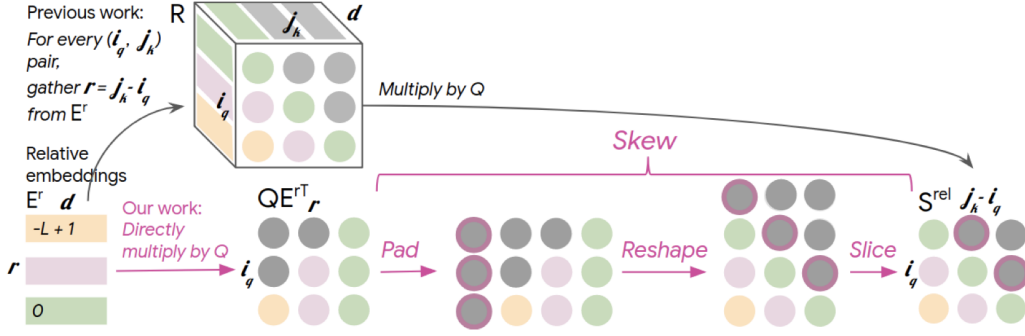 Previous work:
For every (i_q, j_k)
pair,
gather r = j_k - i_q
from E^r
R
j_k
d
i_q
Multiply by Q
Skew
Relative
embeddings
E^r d
-L + 1
r
0
Our work:
Directly
multiply by Q
QE^rT r
i_q
Pad
Reshape
Slice
S^rel j_k - i_q
i_q